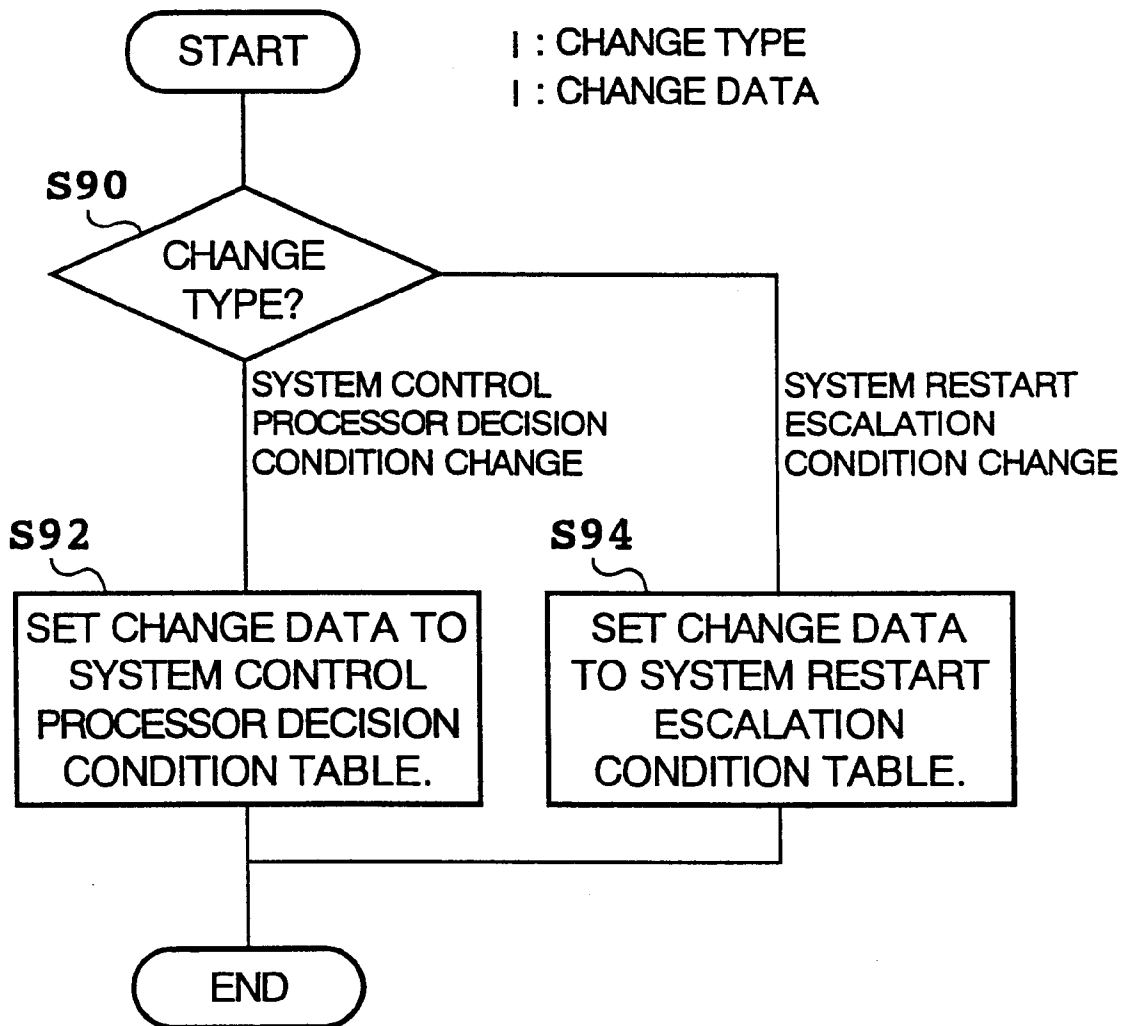 START
I : CHANGE TYPE
I : CHANGE DATA
S90
CHANGE
TYPE?
SYSTEM CONTROL
PROCESSOR DECISION
CONDITION CHANGE
SYSTEM RESTART
ESCALATION
CONDITION CHANGE
S92
SET CHANGE DATA TO
SYSTEM CONTROL
PROCESSOR DECISION
CONDITION TABLE.
S94
SET CHANGE DATA
TO SYSTEM RESTART
ESCALATION
CONDITION TABLE.
END